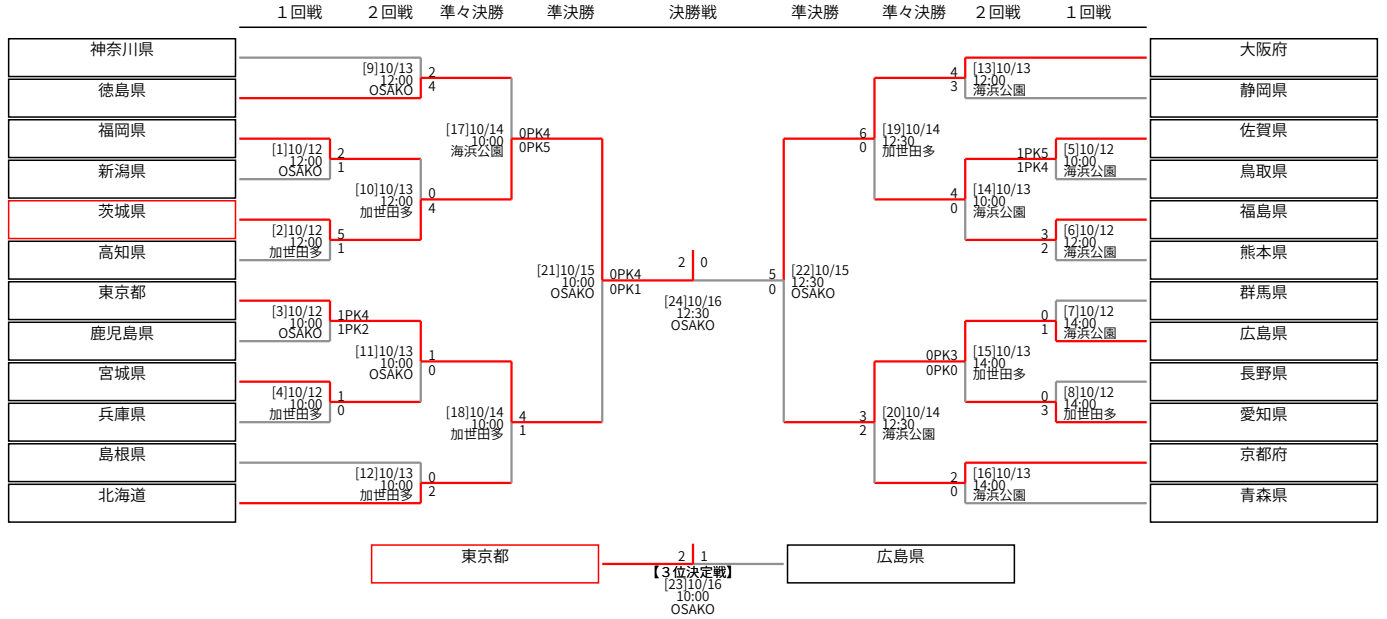 １回戦 ２回戦 準々決勝 準決勝 決勝戦 準決勝 準々決勝 ２回戦 １回戦
神奈川県
徳島県
福岡県
新潟県
茨城県
高知県
東京都
鹿児島県
宮城県
兵庫県
島根県
北海道
[1]10/12
12:00
OSAKO
2
1
[2]10/12
12:00
加世田多
5
1
[3]10/12
10:00
OSAKO
1PK4
1PK2
[4]10/12
10:00
加世田多
1
0
[9]10/13
12:00
OSAKO
2
4
[10]10/13
12:00
加世田多
0
4
[11]10/13
10:00
OSAKO
1
0
[12]10/13
10:00
加世田多
0
2
[17]10/14
10:00
海浜公園
0PK4
0PK5
[18]10/14
10:00
加世田多
4
1
[21]10/15
10:00
OSAKO
0PK4
0PK1
2 0
[24]10/16
12:30
OSAKO
5
0
[22]10/15
12:30
OSAKO
6
0
[19]10/14
12:30
加世田多
3
2
[20]10/14
12:30
海浜公園
4
3
[13]10/13
12:00
海浜公園
4
0
[14]10/13
10:00
海浜公園
0PK3
0PK0
[15]10/13
14:00
加世田多
2
0
[16]10/13
14:00
海浜公園
1PK5
1PK4
[5]10/12
10:00
海浜公園
3
2
[6]10/12
12:00
海浜公園
0
1
[7]10/12
14:00
海浜公園
0
3
[8]10/12
14:00
加世田多
大阪府
静岡県
佐賀県
鳥取県
福島県
熊本県
群馬県
広島県
長野県
愛知県
京都府
青森県
東京都
2 1
広島県
【３位決定戦】
[23]10/16
10:00
OSAKO